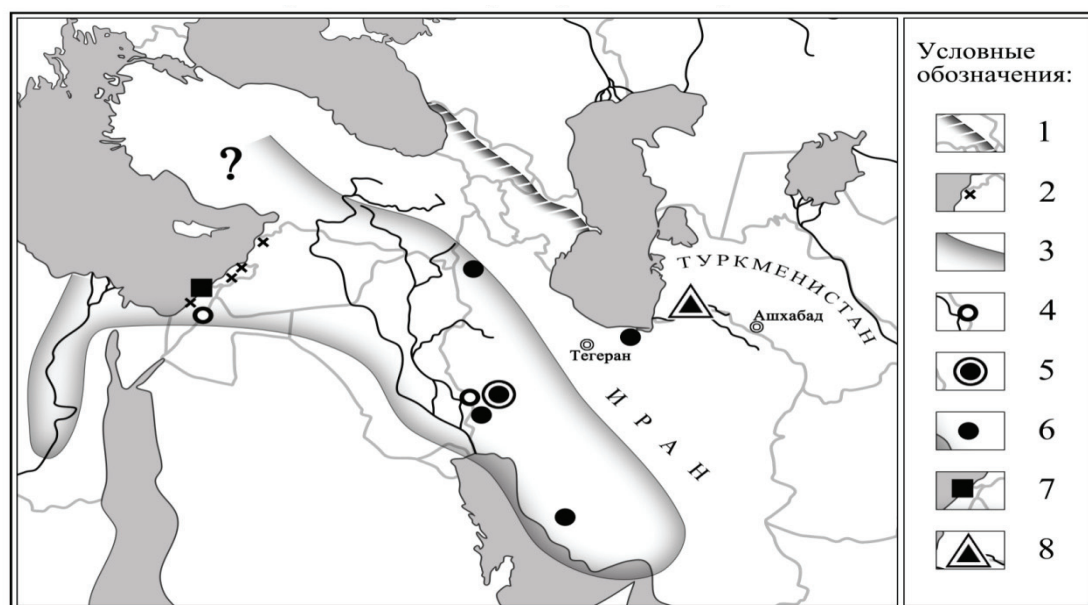 Условные
обозначения:
1
2
3
4
5
6
7
8
?
ТУРКМЕНИСТАН
Ашхабад
Тегеран
ИРАН